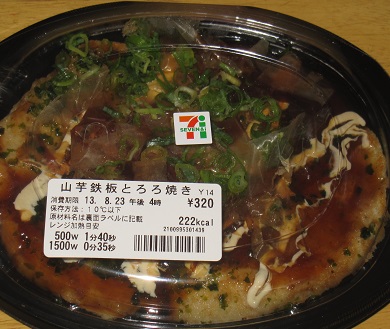 7
SEVEN&i
山芋鉄板とろろ焼き Y14
消費期限 13. 8.23 午後 4時 ¥320
保存方法:10℃以下
原材料名は裏面ラベルに記載 222kcal
レンジ加熱目安
500W 1分40秒 2100995301439
1500W 0分35秒